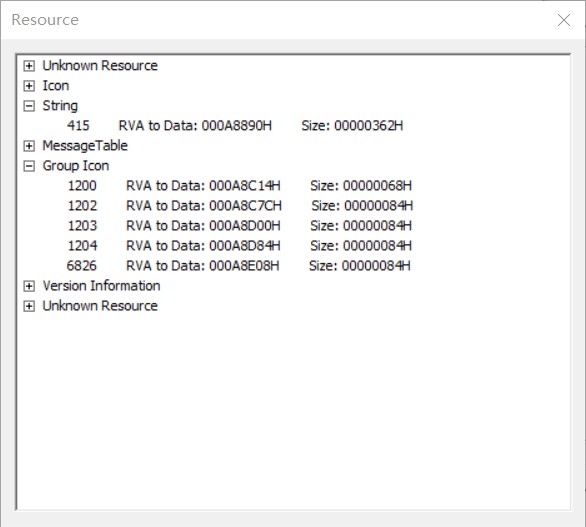 Resource
Unknown Resource
Icon
String
415 RVA to Data: 000A8890H Size: 00000362H
MessageTable
Group Icon
1200 RVA to Data: 000A8C14H Size: 00000068H
1202 RVA to Data: 000A8C7CH Size: 00000084H
1203 RVA to Data: 000A8D00H Size: 00000084H
1204 RVA to Data: 000A8D84H Size: 00000084H
6826 RVA to Data: 000A8E08H Size: 00000084H
Version Information
Unknown Resource